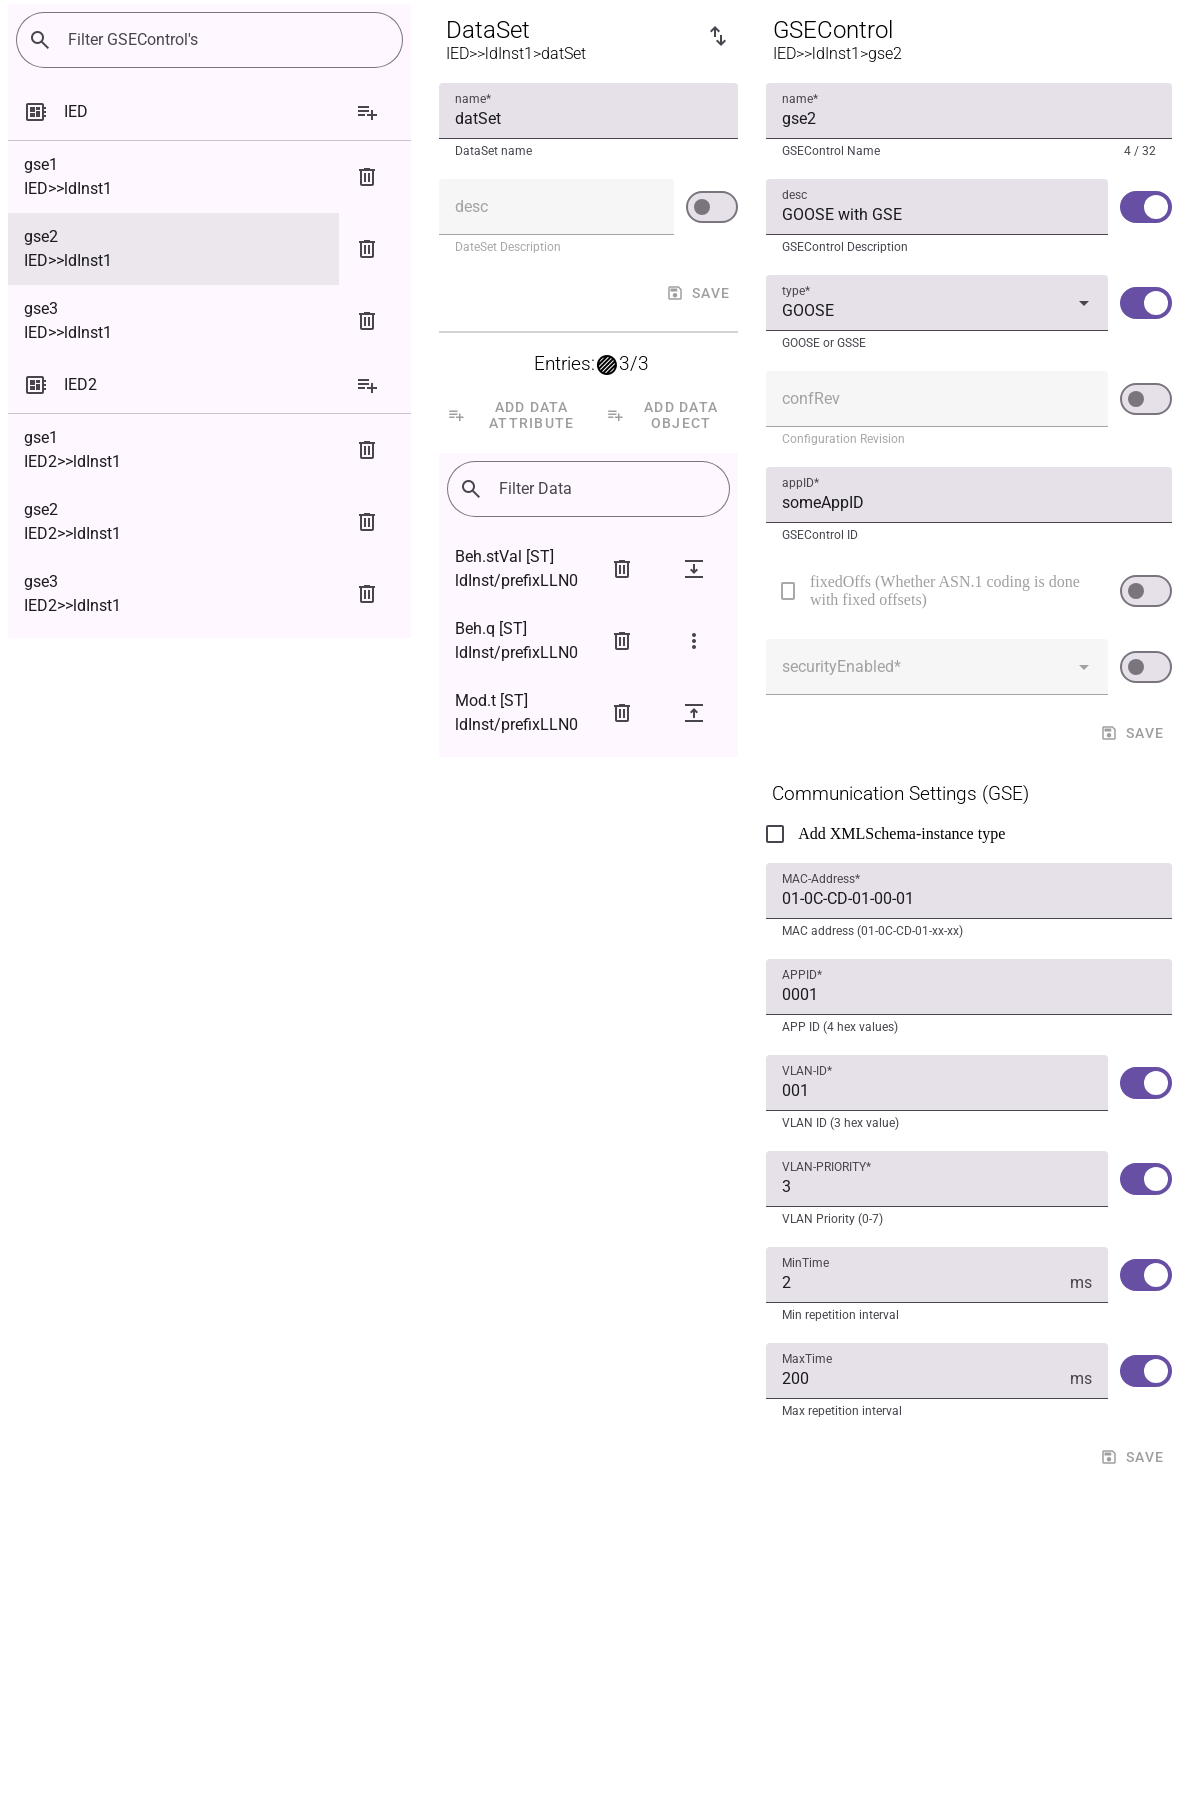 Filter GSEControl's
IED
gse1
IED>>ldInst1
gse2
IED>>ldInst1
gse3
IED>>ldInst1
IED2
gse1
IED2>>ldInst1
gse2
IED2>>ldInst1
gse3
IED2>>ldInst1
DataSet
IED>>ldInst1>datSet
name*
datSet
DataSet name
desc
DateSet Description
SAVE
Entries: 3/3
ADD DATA
ATTRIBUTE
ADD DATA
OBJECT
Filter Data
Beh.stVal [ST]
ldInst/prefixLLN0
Beh.q [ST]
ldInst/prefixLLN0
Mod.t [ST]
ldInst/prefixLLN0
GSEControl
IED>>ldInst1>gse2
name*
gse2
GSEControl Name
4 / 32
desc
GOOSE with GSE
GSEControl Description
type*
GOOSE
GOOSE or GSSE
confRev
Configuration Revision
appID*
someAppID
GSEControl ID
fixedOffs (Whether ASN.1 coding is done
with fixed offsets)
securityEnabled*
SAVE
Communication Settings (GSE)
Add XMLSchema-instance type
MAC-Address*
01-0C-CD-01-00-01
MAC address (01-0C-CD-01-xx-xx)
APPID*
0001
APP ID (4 hex values)
VLAN-ID*
001
VLAN ID (3 hex value)
VLAN-PRIORITY*
3
VLAN Priority (0-7)
MinTime
2 ms
Min repetition interval
MaxTime
200 ms
Max repetition interval
SAVE